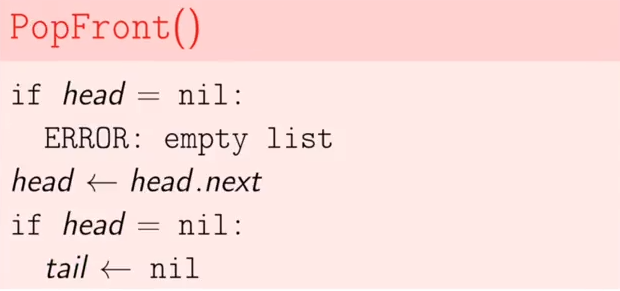 PopFront()
if head = nil:
ERROR: empty list
head ← head.next
if head = nil:
tail ← nil